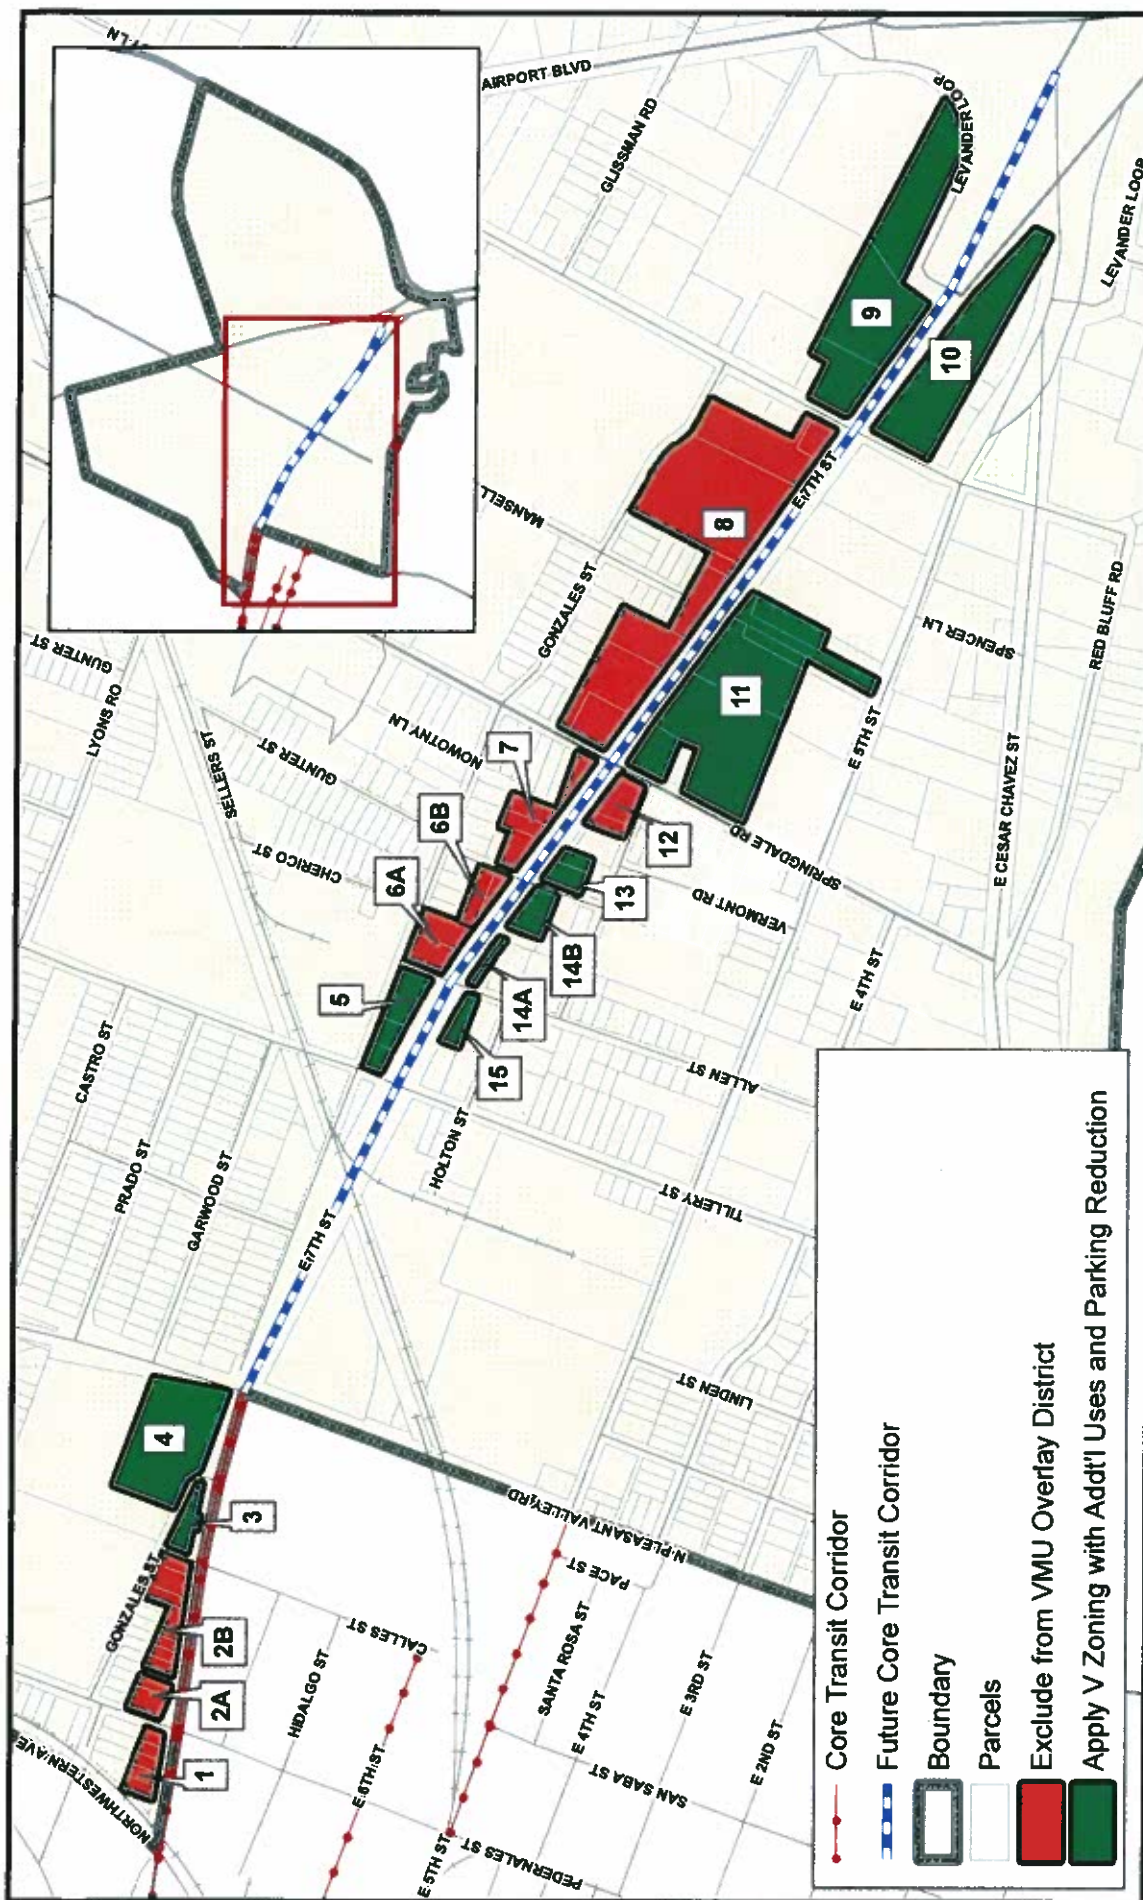 LN
AIRPORT BLVD
GLISSMAN RD
LEVANDER LOOP
LEVANDER LOOP
GUNTER ST
LYONS RD
SELLERS ST
GUNTER ST
NOWOTNY LN
MANSELL
GONZALES ST
CHERICO ST
CASTRO ST
PRADO ST
GARWOOD ST
E 7TH ST
E 7TH ST
HOLTON ST
TILLERY ST
ALLEN ST
VERMONT RD
SPRINGDALE RD
E 5TH ST
E 4TH ST
SPENCER LN
RED BLUFF RD
E CESAR CHAVEZ ST
LINDEN ST
N PLEASANT VALLEY RD
PACE ST
SANTA ROSA ST
E 4TH ST
E 3RD ST
SAN SABA ST
E 2ND ST
PEDERNALES ST
E 5TH ST
E 6TH ST
CALLES ST
HIDALGO ST
GONZALES ST
NORTHWESTERN AVE
1
2A
2B
3
4
5
6A
6B
7
8
9
10
11
12
13
14B
14A
15
Core Transit Corridor
Future Core Transit Corridor
Boundary
Parcels
Exclude from VMU Overlay District
Apply V Zoning with Addt'l Uses and Parking Reduction